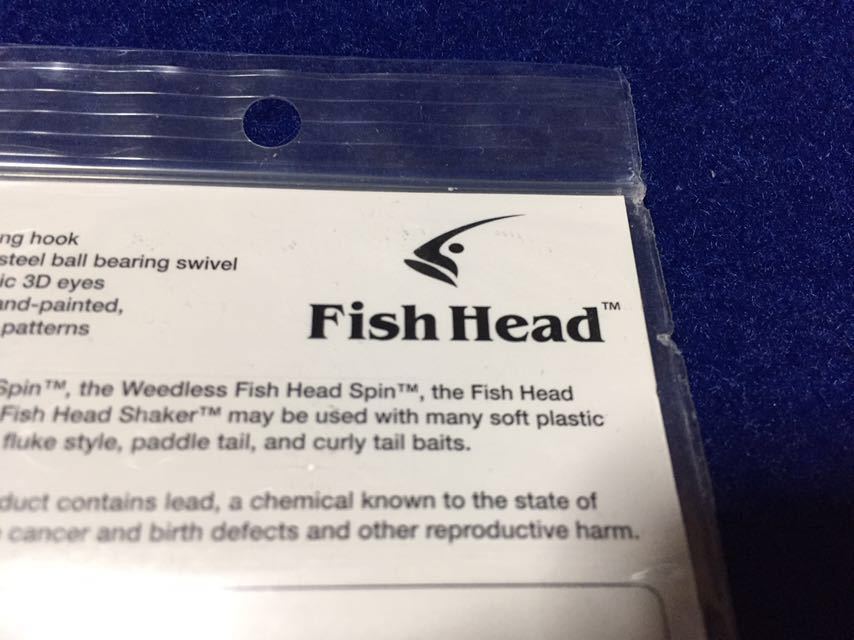 ng hook
steel ball bearing swivel
ic 3D eyes
and-painted,
patterns
Fish Head™
Spin™, the Weedless Fish Head Spin™, the Fish Head
Fish Head Shaker™ may be used with many soft plastic
fluke style, paddle tail, and curly tail baits.
duct contains lead, a chemical known to the state of
cancer and birth defects and other reproductive harm.